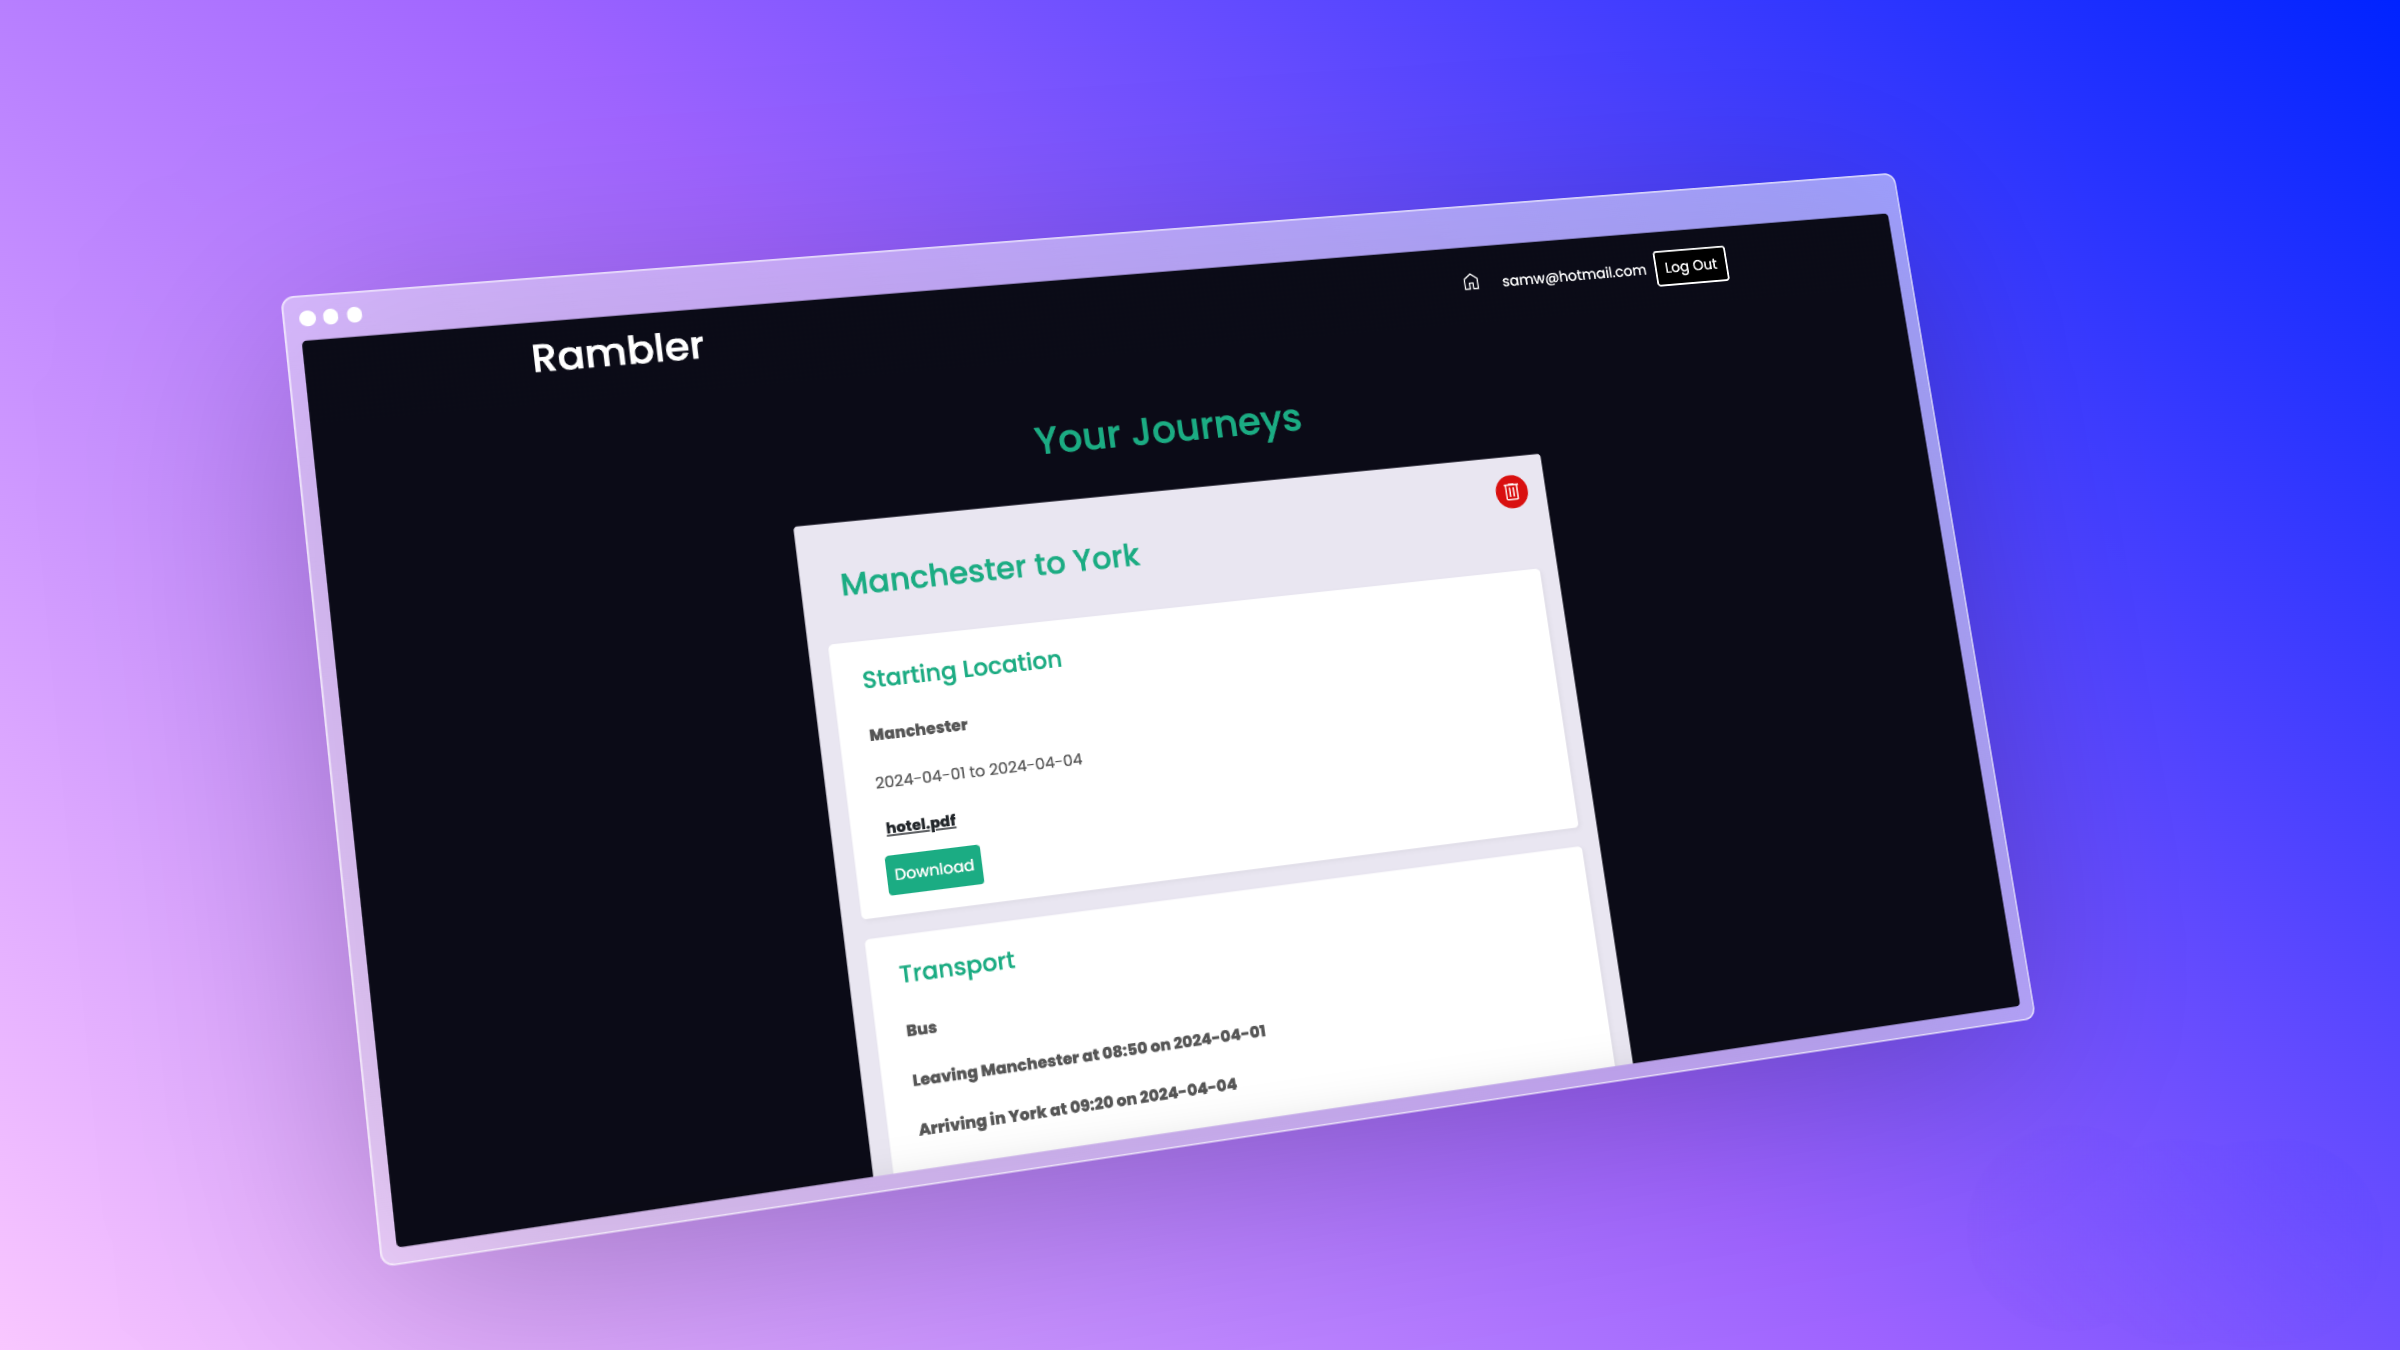 Rambler
samw@hotmail.com
Log Out
Your Journeys
Manchester to York
Starting Location
Manchester
2024-04-01 to 2024-04-04
hotel.pdf
Download
Transport
Bus
Leaving Manchester at 08:50 on 2024-04-01
Arriving in York at 09:20 on 2024-04-04